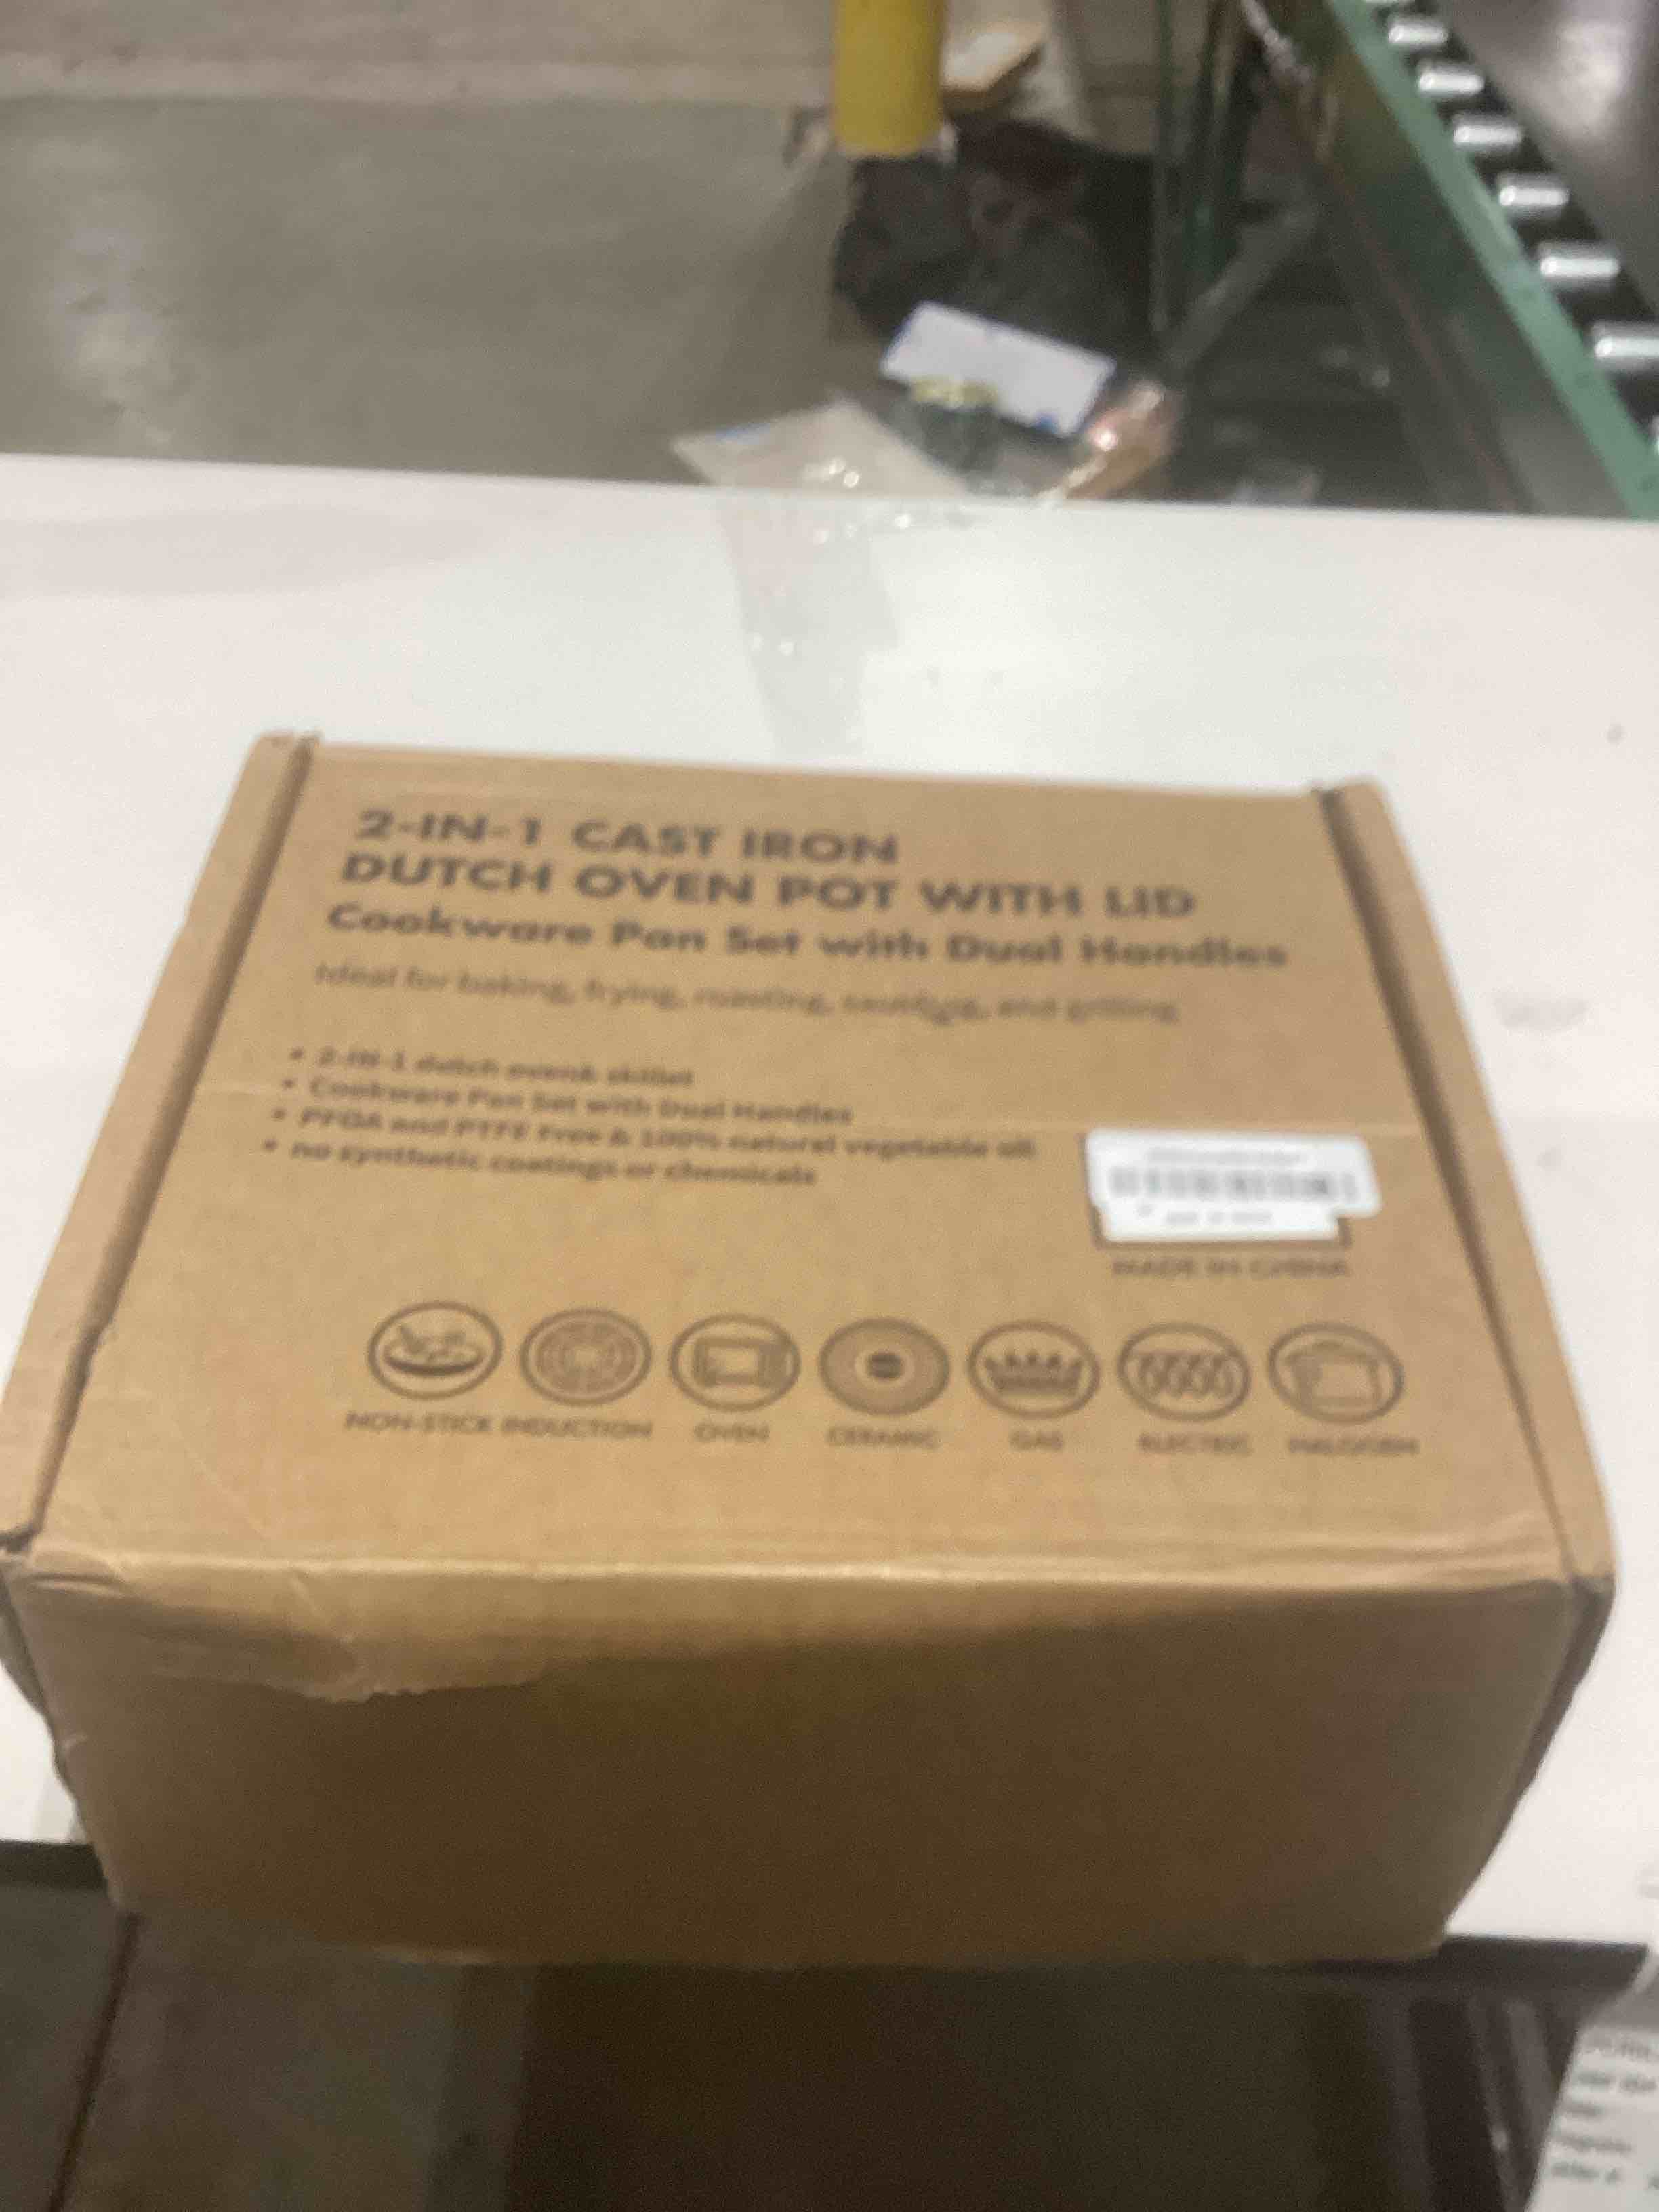 2-IN-1 CAST IRON
DUTCH OVEN POT WITH LID
Cookware Pan Set with Dual Handles
Ideal for baking, frying, roasting, sautéing, and grilling
• 2-IN-1 dutch oven& skillet
• Cookware Pan Set with Dual Handles
• PFOA and PTFE Free & 100% natural vegetable oil
• no synthetic coatings or chemicals
MADE IN CHINA
NON-STICK INDUCTION OVEN CERAMIC GAS ELECTRIC HALOGEN